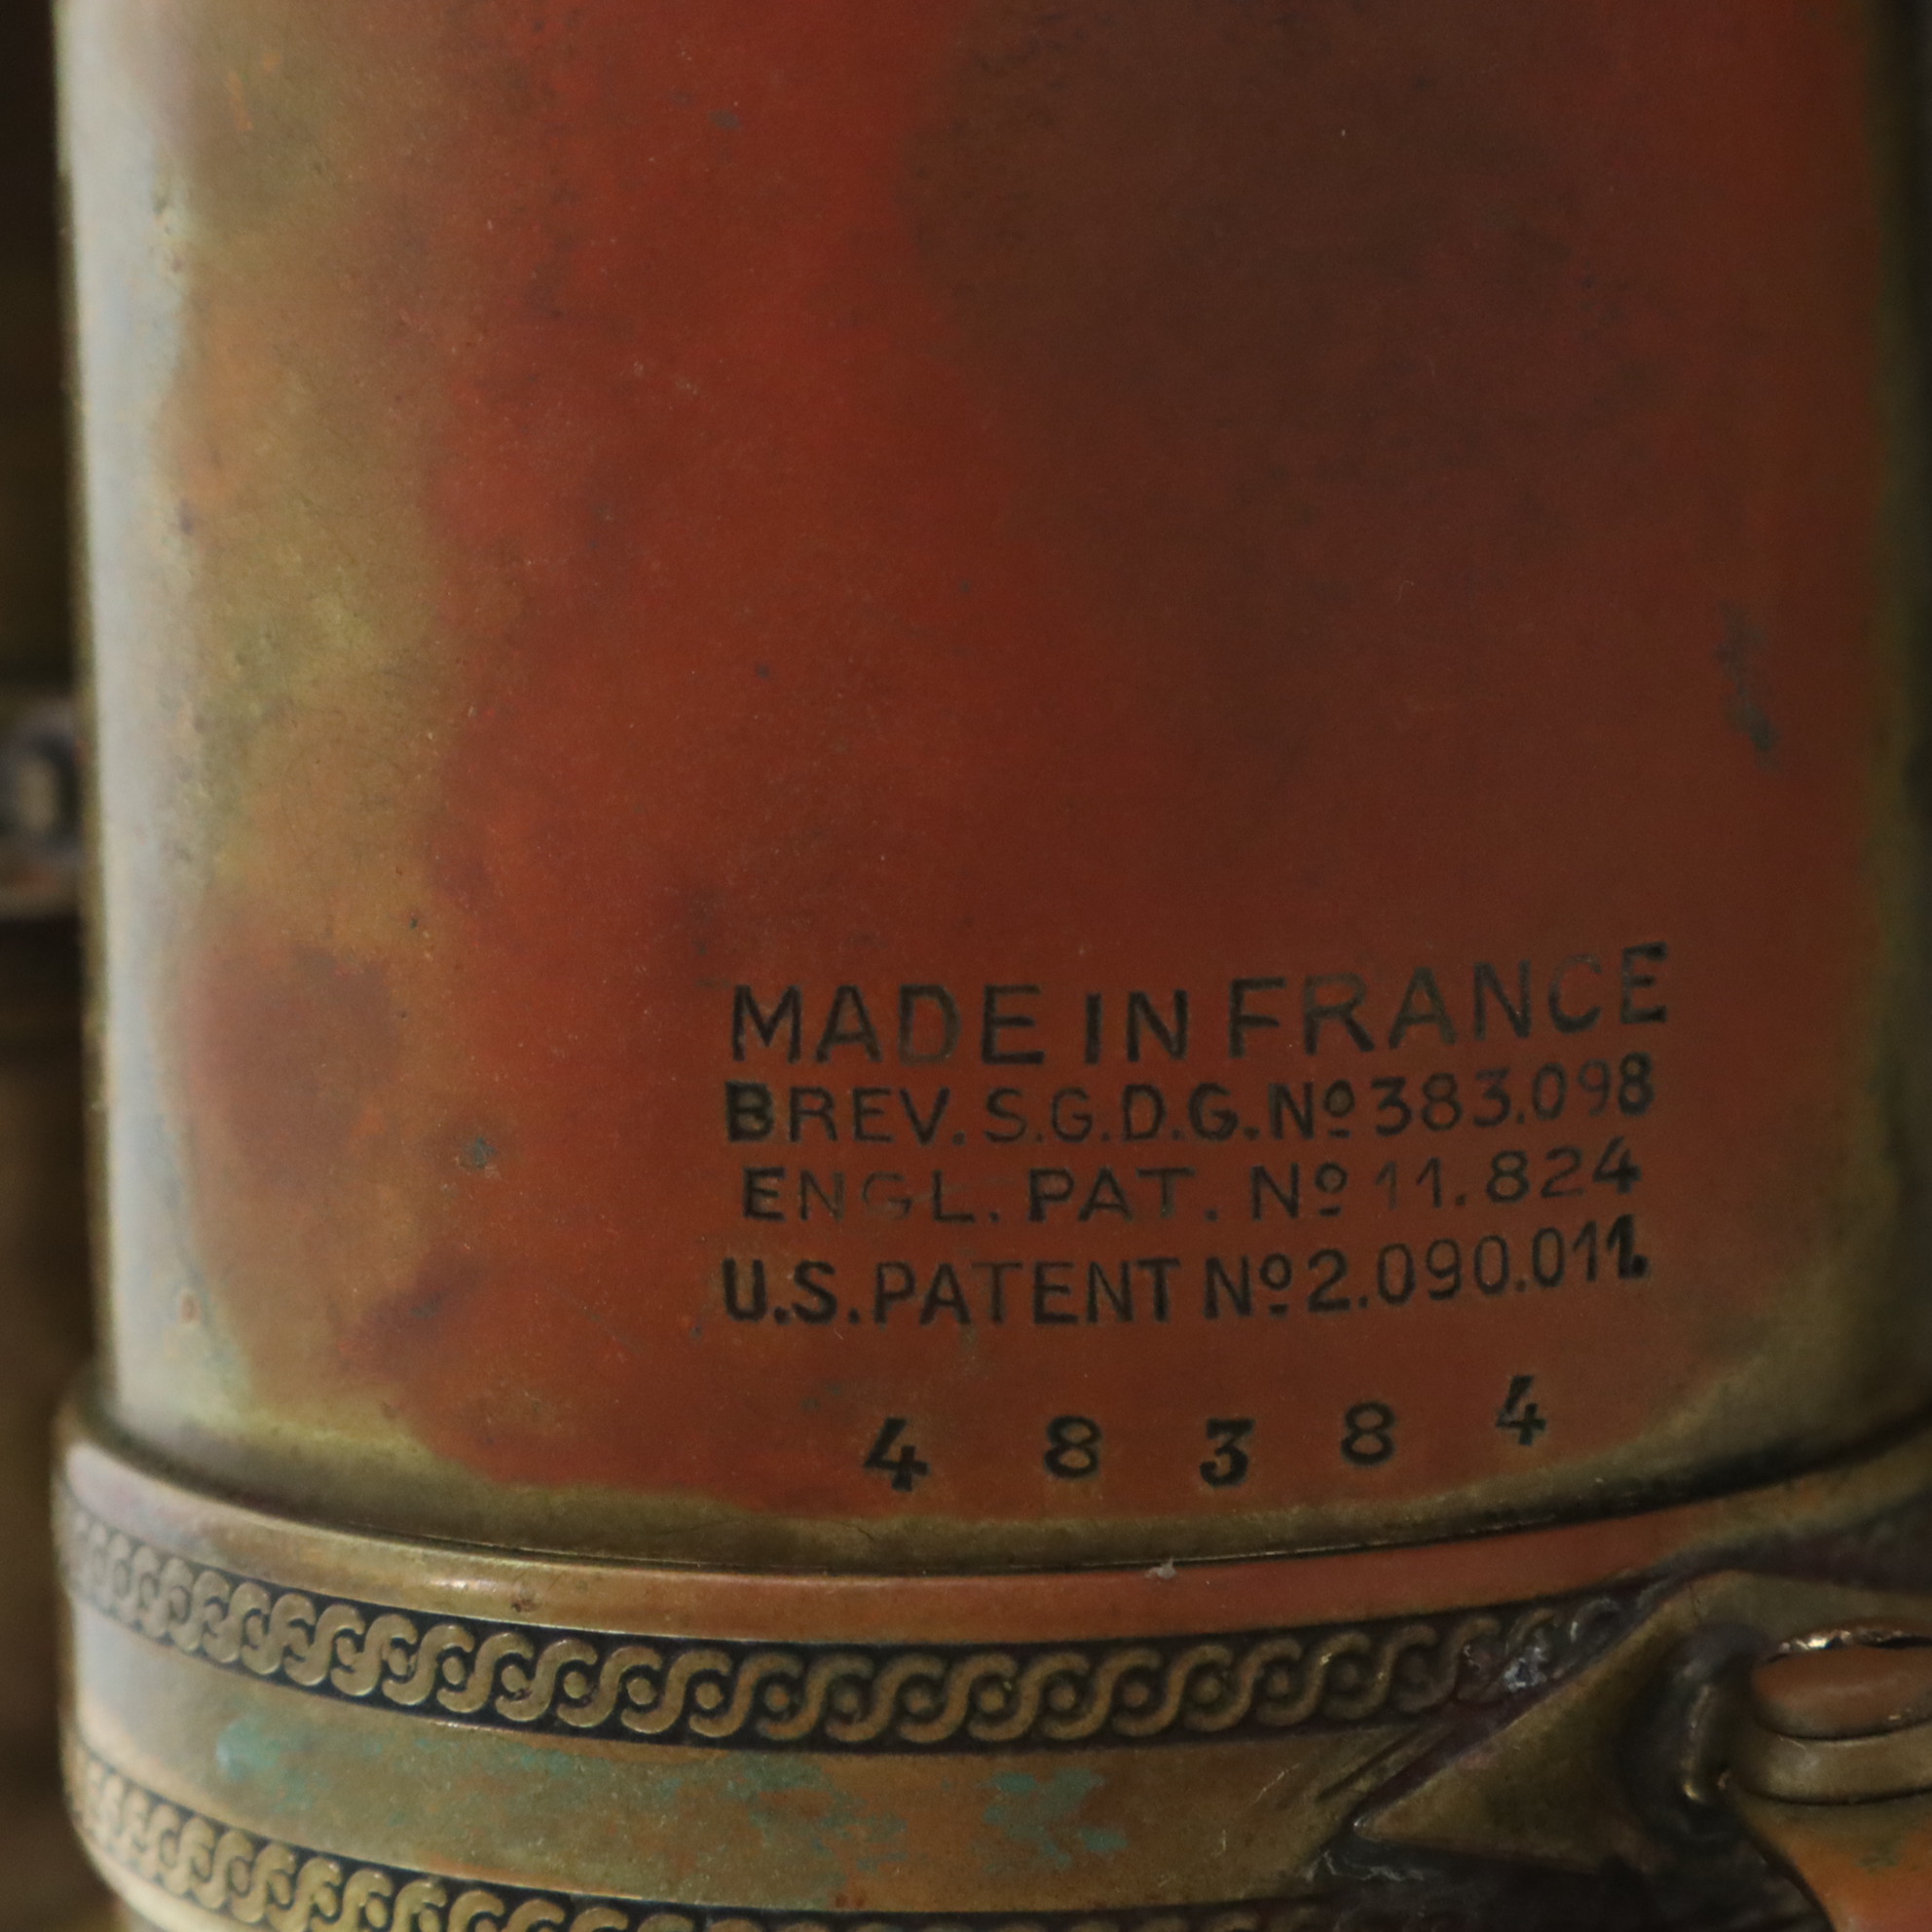 MADE IN FRANCE
BREV. S.G.D.G. Nº 383.098
ENGL. PAT. Nº 11.824
U.S. PATENT Nº 2.090.011.
4 8 3 8 4